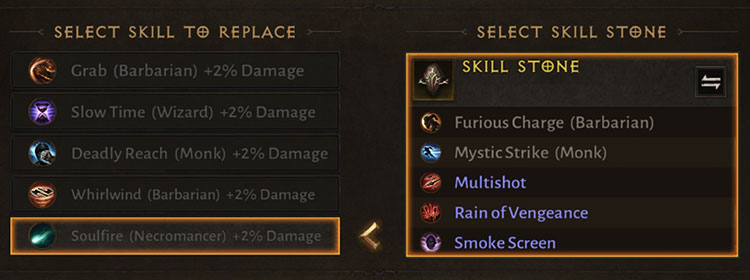 SELECT SKILL TO REPLACE
Grab (Barbarian) +2% Damage
Slow Time (Wizard) +2% Damage
Deadly Reach (Monk) +2% Damage
Whirlwind (Barbarian) +2% Damage
Soulfire (Necromancer) +2% Damage
SELECT SKILL STONE
SKILL STONE
Furious Charge (Barbarian)
Mystic Strike (Monk)
Multishot
Rain of Vengeance
Smoke Screen